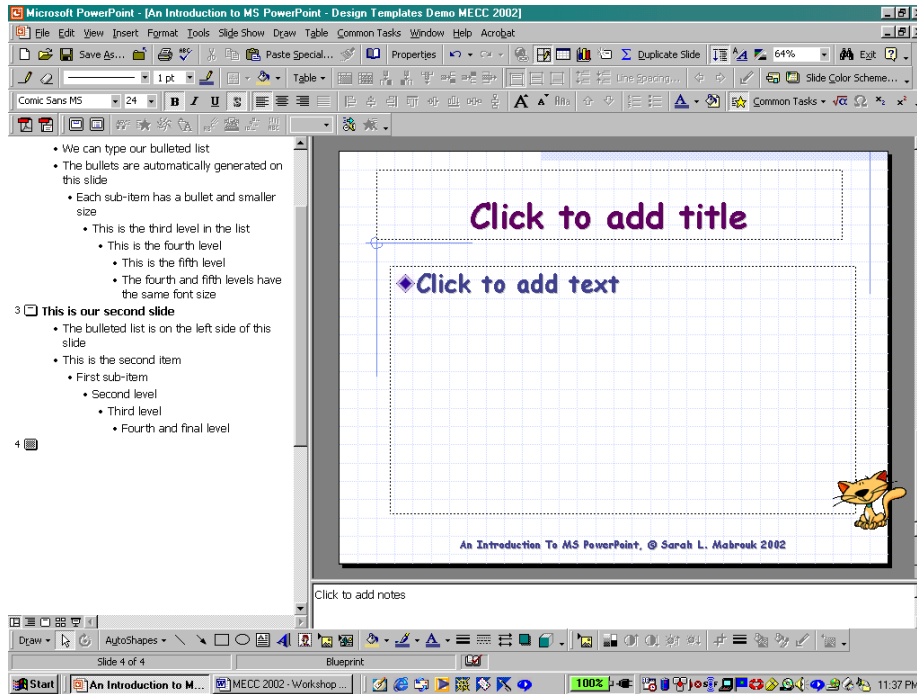 Microsoft PowerPoint - [An Introduction to MS PowerPoint - Design Templates Demo MECC 2002]
File Edit View Insert Format Tools Slide Show Draw Table Common Tasks Window Help Acrobat
Save As... Paste Special... Properties Duplicate Slide 64% Exit
1 pt Table Line Spacing... Slide Color Scheme...
Comic Sans MS 24 B I U S A A Common Tasks
• We can type our bulleted list
• The bullets are automatically generated on
this slide
• Each sub-item has a bullet and smaller
size
• This is the third level in the list
• This is the fourth level
• This is the fifth level
• The fourth and fifth levels have
the same font size
3 This is our second slide
• The bulleted list is on the left side of this
slide
• This is the second item
• First sub-item
• Second level
• Third level
• Fourth and final level
4
Click to add title
Click to add text
An Introduction To MS PowerPoint, © Sarah L. Mabrouk 2002
Click to add notes
Draw AutoShapes
Slide 4 of 4 Blueprint
Start An Introduction to M... MECC 2002 - Workshop ... 100% 11:37 PM